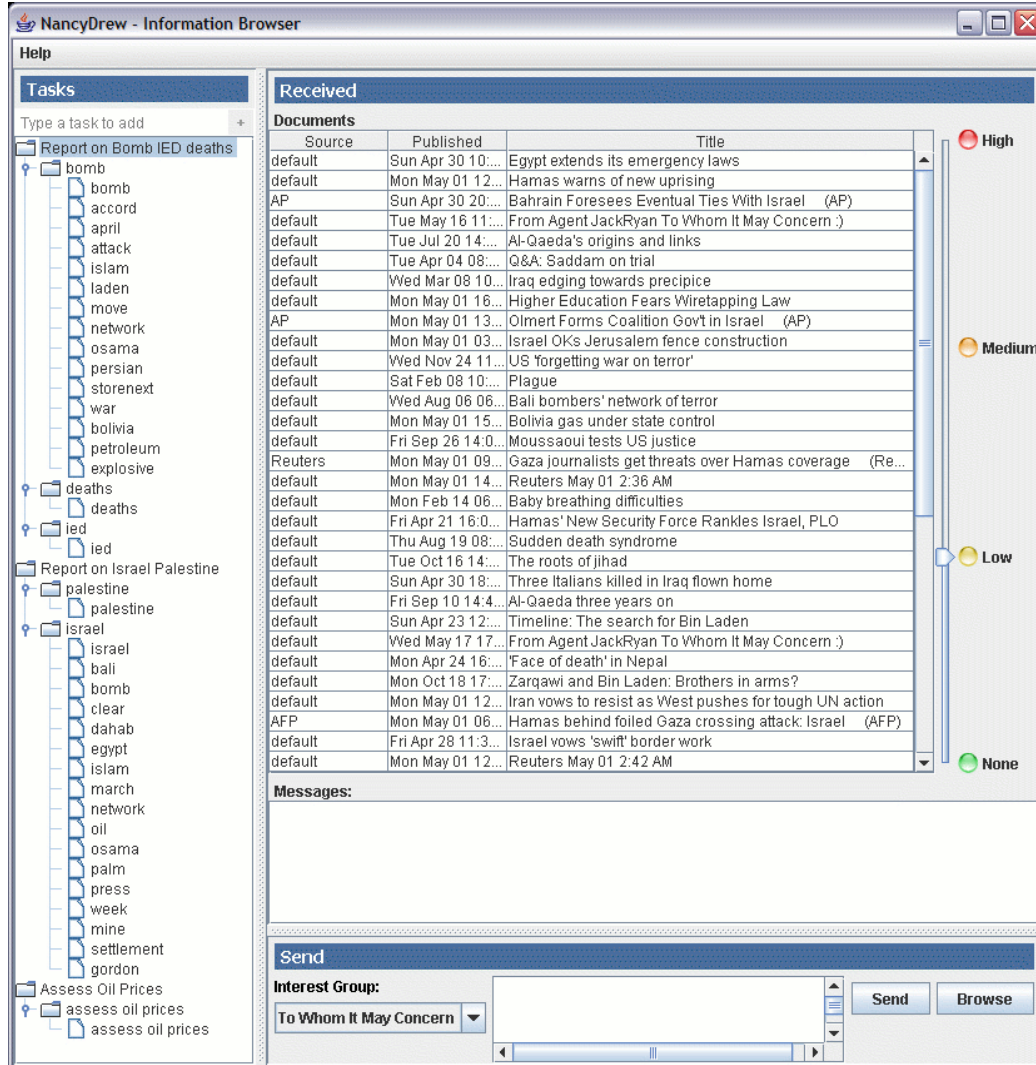 NancyDrew - Information Browser
Help
Tasks
Type a task to add +
Report on Bomb IED deaths
bomb
bomb
accord
april
attack
islam
laden
move
network
osama
persian
storenext
war
bolivia
petroleum
explosive
deaths
deaths
ied
ied
Report on Israel Palestine
palestine
palestine
israel
israel
bali
bomb
clear
dahab
egypt
islam
march
network
oil
osama
palm
press
week
mine
settlement
gordon
Assess Oil Prices
assess oil prices
assess oil prices
Received
Documents
Source Published Title
default Sun Apr 30 10:... Egypt extends its emergency laws
default Mon May 01 12... Hamas warns of new uprising
AP Sun Apr 30 20:... Bahrain Foresees Eventual Ties With Israel (AP)
default Tue May 16 11:... From Agent JackRyan To Whom It May Concern :)
default Tue Jul 20 14:... Al-Qaeda's origins and links
default Tue Apr 04 08:... Q&A: Saddam on trial
default Wed Mar 08 10... Iraq edging towards precipice
default Mon May 01 16... Higher Education Fears Wiretapping Law
AP Mon May 01 13... Olmert Forms Coalition Gov't in Israel (AP)
default Mon May 01 03... Israel OKs Jerusalem fence construction
default Wed Nov 24 11... US 'forgetting war on terror'
default Sat Feb 08 10:... Plague
default Wed Aug 06 06... Bali bombers' network of terror
default Mon May 01 15... Bolivia gas under state control
default Fri Sep 26 14:0... Moussaoui tests US justice
Reuters Mon May 01 09... Gaza journalists get threats over Hamas coverage (Re...
default Mon May 01 14... Reuters May 01 2:36 AM
default Mon Feb 14 06... Baby breathing difficulties
default Fri Apr 21 16:0... Hamas' New Security Force Rankles Israel, PLO
default Thu Aug 19 08:... Sudden death syndrome
default Tue Oct 16 14:... The roots of jihad
default Sun Apr 30 18:... Three Italians killed in Iraq flown home
default Fri Sep 10 14:4... Al-Qaeda three years on
default Sun Apr 23 12:... Timeline: The search for Bin Laden
default Wed May 17 17... From Agent JackRyan To Whom It May Concern :)
default Mon Apr 24 16:... 'Face of death' in Nepal
default Mon Oct 18 17:... Zarqawi and Bin Laden: Brothers in arms?
default Mon May 01 12... Iran vows to resist as West pushes for tough UN action
AFP Mon May 01 06... Hamas behind foiled Gaza crossing attack: Israel (AFP)
default Fri Apr 28 11:3... Israel vows 'swift' border work
default Mon May 01 12... Reuters May 01 2:42 AM
High
Medium
Low
None
Messages:
Send
Interest Group:
To Whom It May Concern
Send Browse